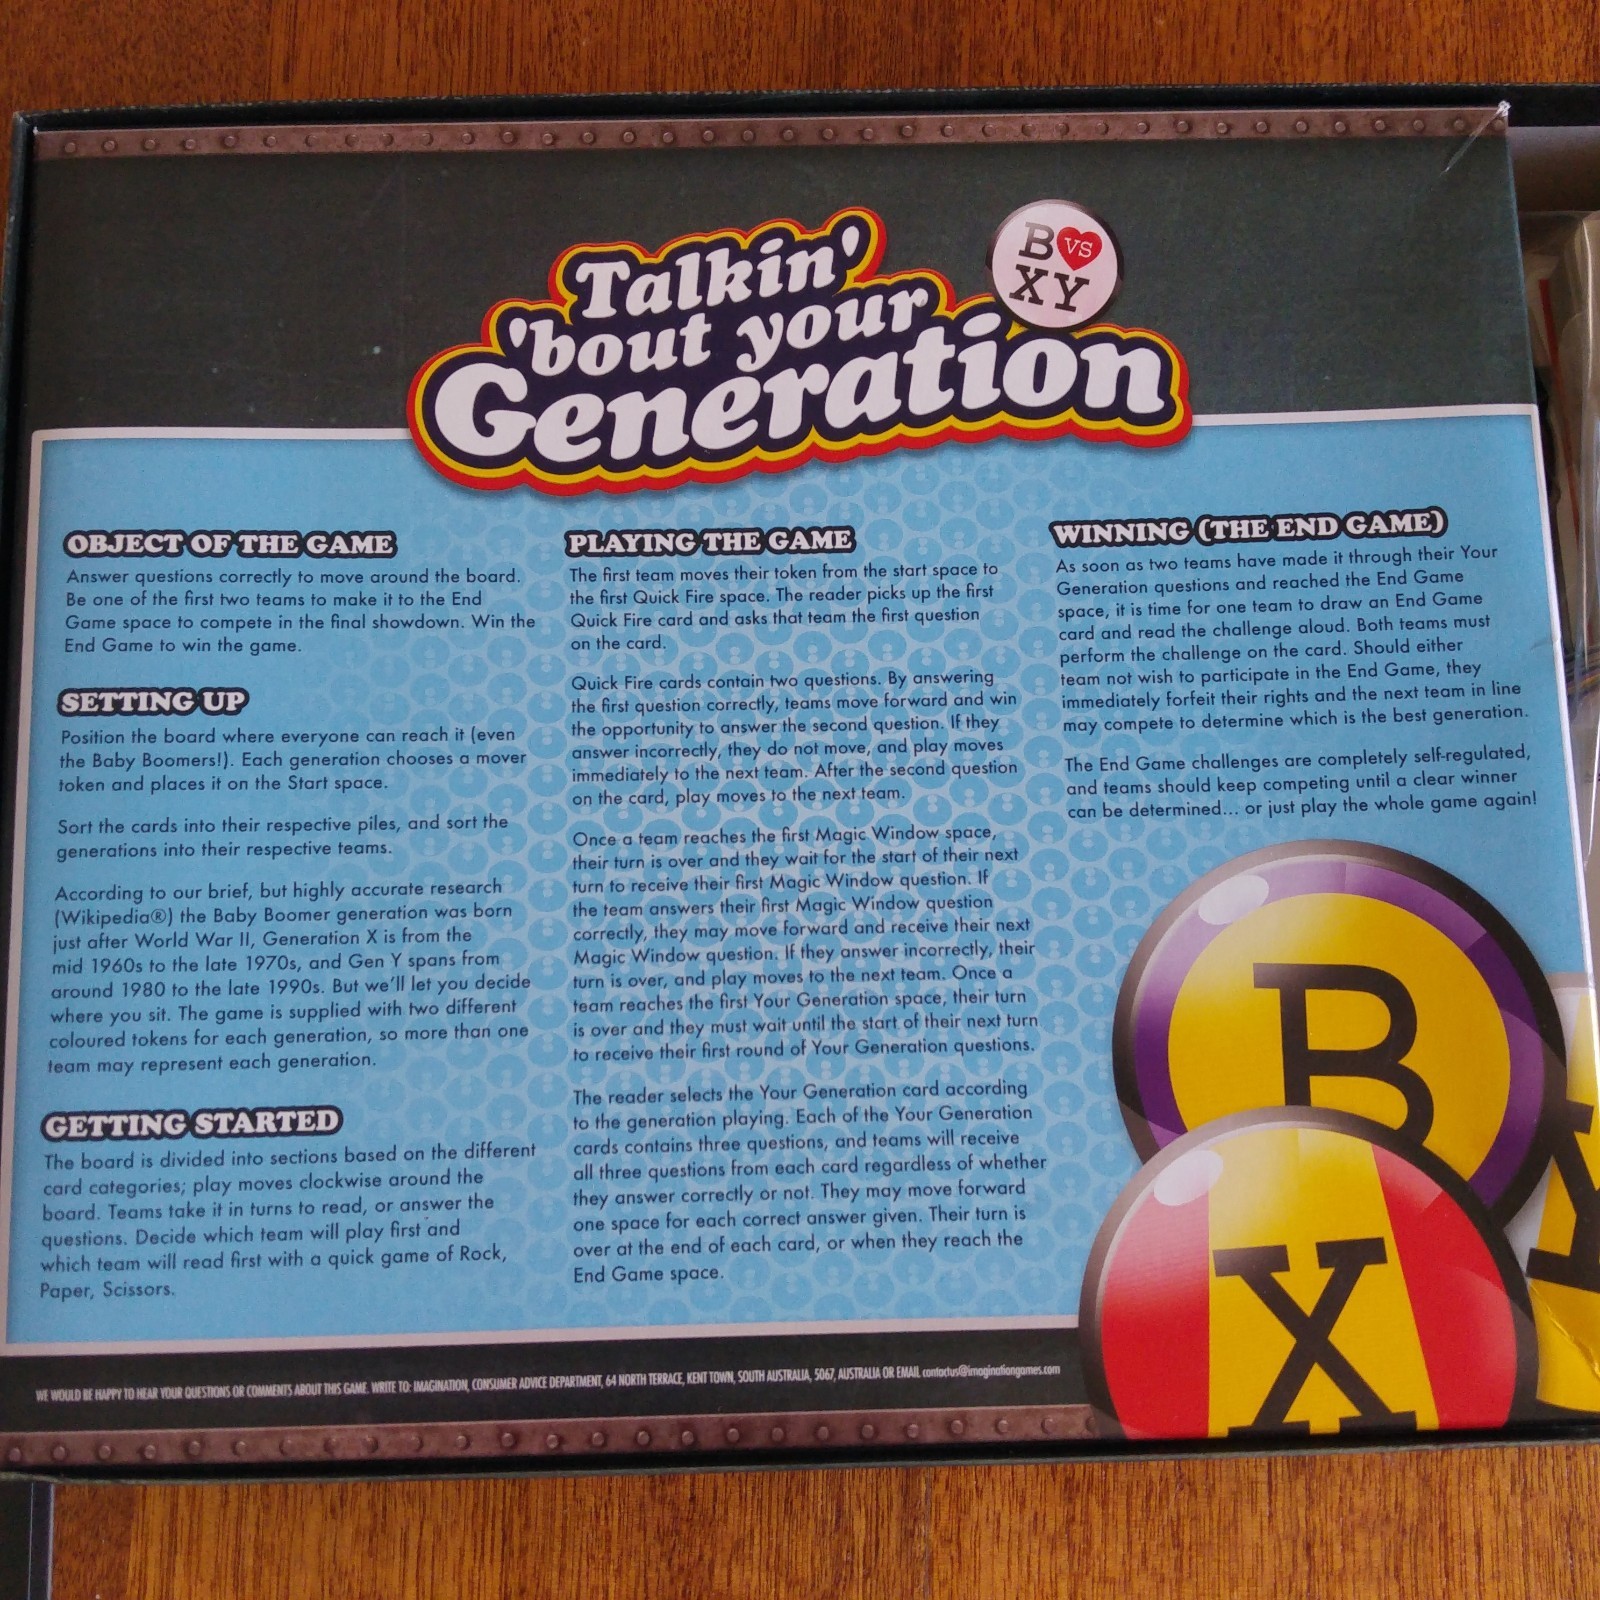 Talkin'
'bout your
Generation
B VS
XY
OBJECT OF THE GAME
Answer questions correctly to move around the board.
Be one of the first two teams to make it to the End
Game space to compete in the final showdown. Win the
End Game to win the game.
SETTING UP
Position the board where everyone can reach it (even
the Baby Boomers!). Each generation chooses a mover
token and places it on the Start space.
Sort the cards into their respective piles, and sort the
generations into their respective teams.
According to our brief, but highly accurate research
(Wikipedia®) the Baby Boomer generation was born
just after World War II, Generation X is from the
mid 1960s to the late 1970s, and Gen Y spans from
around 1980 to the late 1990s. But we'll let you decide
where you sit. The game is supplied with two different
coloured tokens for each generation, so more than one
team may represent each generation.
GETTING STARTED
The board is divided into sections based on the different
card categories; play moves clockwise around the
board. Teams take it in turns to read, or answer the
questions. Decide which team will play first and
which team will read first with a quick game of Rock,
Paper, Scissors.
PLAYING THE GAME
The first team moves their token from the start space to
the first Quick Fire space. The reader picks up the first
Quick Fire card and asks that team the first question
on the card.
Quick Fire cards contain two questions. By answering
the first question correctly, teams move forward and win
the opportunity to answer the second question. If they
answer incorrectly, they do not move, and play moves
immediately to the next team. After the second question
on the card, play moves to the next team.
Once a team reaches the first Magic Window space,
their turn is over and they wait for the start of their next
turn to receive their first Magic Window question. If
the team answers their first Magic Window question
correctly, they may move forward and receive their next
Magic Window question. If they answer incorrectly, their
turn is over, and play moves to the next team. Once a
team reaches the first Your Generation space, their turn
is over and they must wait until the start of their next turn
to receive their first round of Your Generation questions.
The reader selects the Your Generation card according
to the generation playing. Each of the Your Generation
cards contains three questions, and teams will receive
all three questions from each card regardless of whether
they answer correctly or not. They may move forward
one space for each correct answer given. Their turn is
over at the end of each card, or when they reach the
End Game space.
WINNING (THE END GAME)
As soon as two teams have made it through their Your
Generation questions and reached the End Game
space, it is time for one team to draw an End Game
card and read the challenge aloud. Both teams must
perform the challenge on the card. Should either
team not wish to participate in the End Game, they
immediately forfeit their rights and the next team in line
may compete to determine which is the best generation.
The End Game challenges are completely self-regulated,
and teams should keep competing until a clear winner
can be determined... or just play the whole game again!
B
X
Y
WE WOULD BE HAPPY TO HEAR YOUR QUESTIONS OR COMMENTS ABOUT THIS GAME. WRITE TO: IMAGINATION, CONSUMER ADVICE DEPARTMENT, 64 NORTH TERRACE, KENT TOWN, SOUTH AUSTRALIA, 5067, AUSTRALIA OR EMAIL contactus@imaginationgames.com